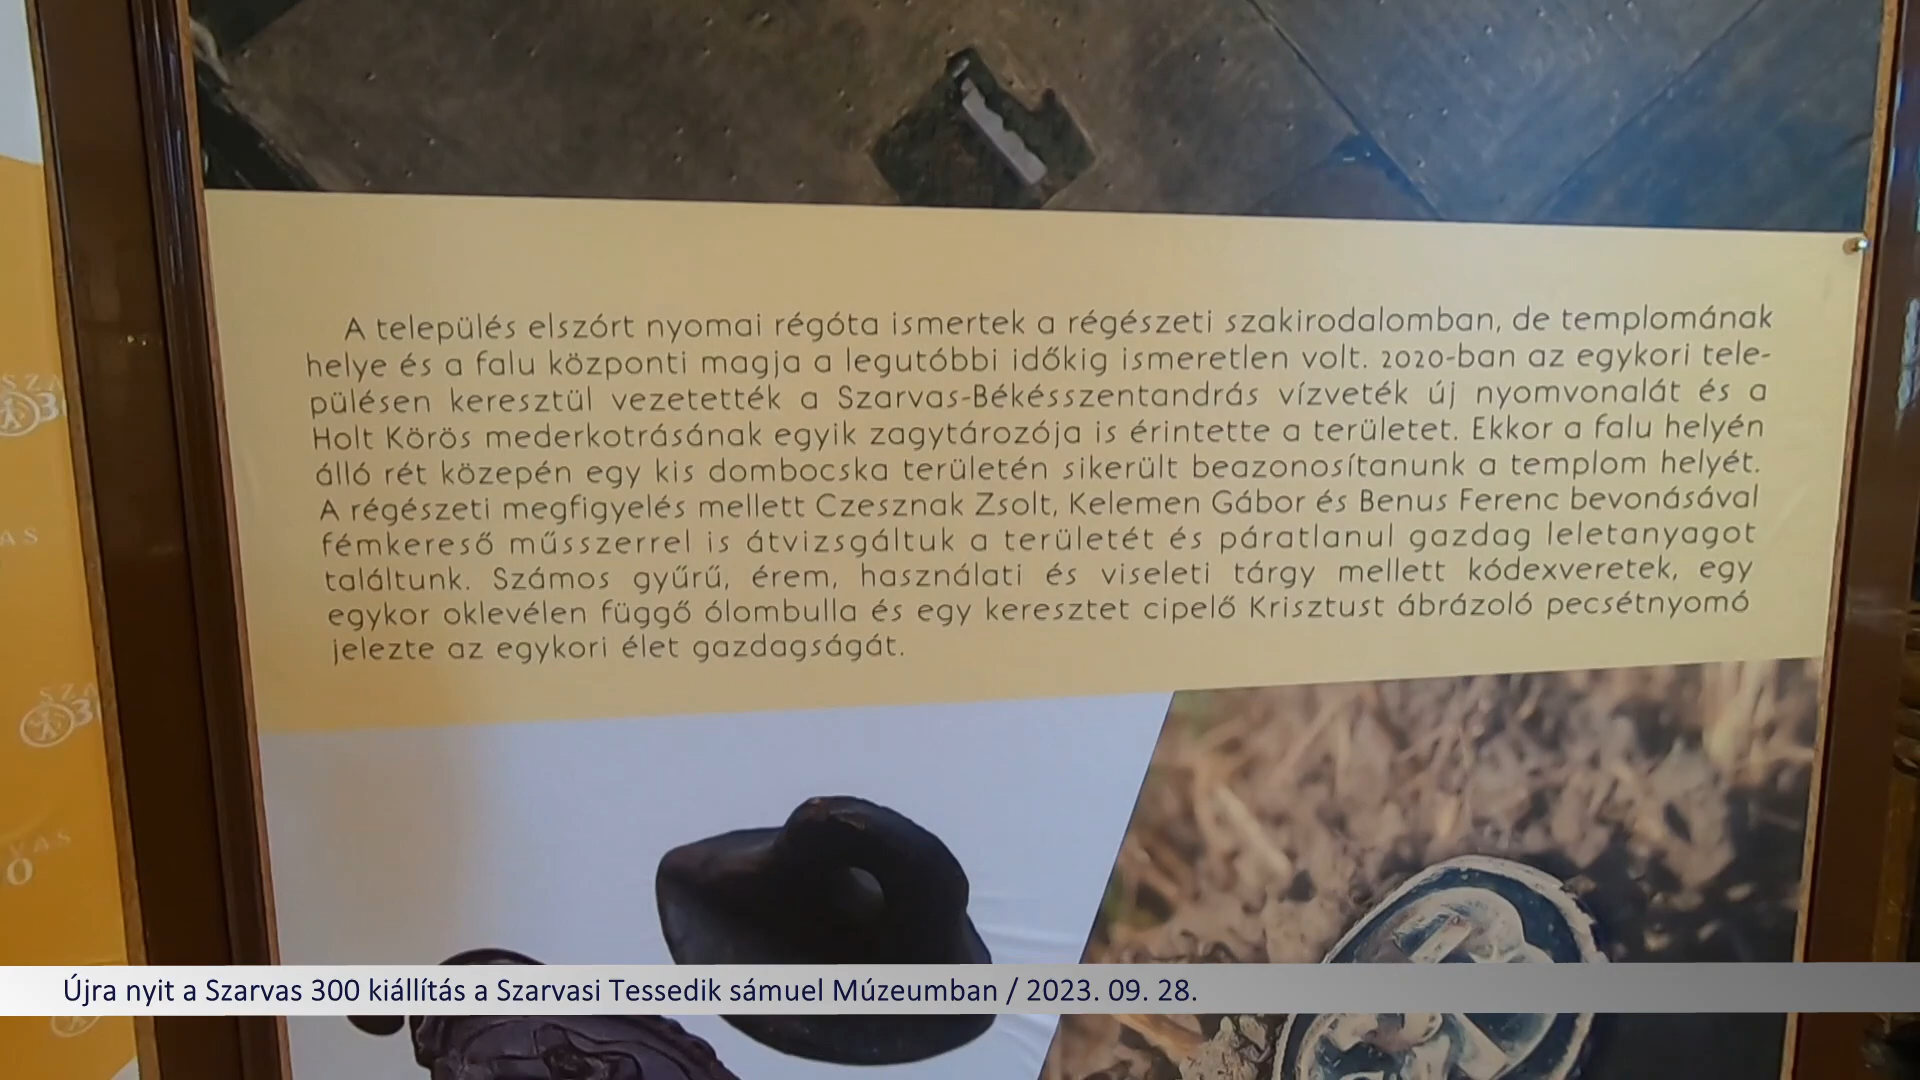 A település elszórt nyomai régóta ismertek a régészeti szakirodalomban, de templomának
helye és a falu központi magja a legutóbbi időkig ismeretlen volt. 2020-ban az egykori tele-
pülésen keresztül vezetették a Szarvas-Békésszentandrás vízveték új nyomvonalát és a
Holt Körös mederkotrásának egyik zagytározója is érintette a területet. Ekkor a falu helyén
álló rét közepén egy kis dombocska területén sikerült beazonosítanunk a templom helyét.
A régészeti megfigyelés mellett Czesznak Zsolt, Kelemen Gábor és Benus Ferenc bevonásával
fémkereső műsszerrel is átvizsgáltuk a területét és páratlanul gazdag leletanyagot
találtunk. Számos gyűrű, érem, használati és viseleti tárgy mellett kódexveretek, egy
egykor oklevélen függő ólombulla és egy keresztet cipelő Krisztust ábrázoló pecsétnyomó
jelezte az egykori élet gazdagságát.
Újra nyit a Szarvas 300 kiállítás a Szarvasi Tessedik sámuel Múzeumban / 2023. 09. 28.